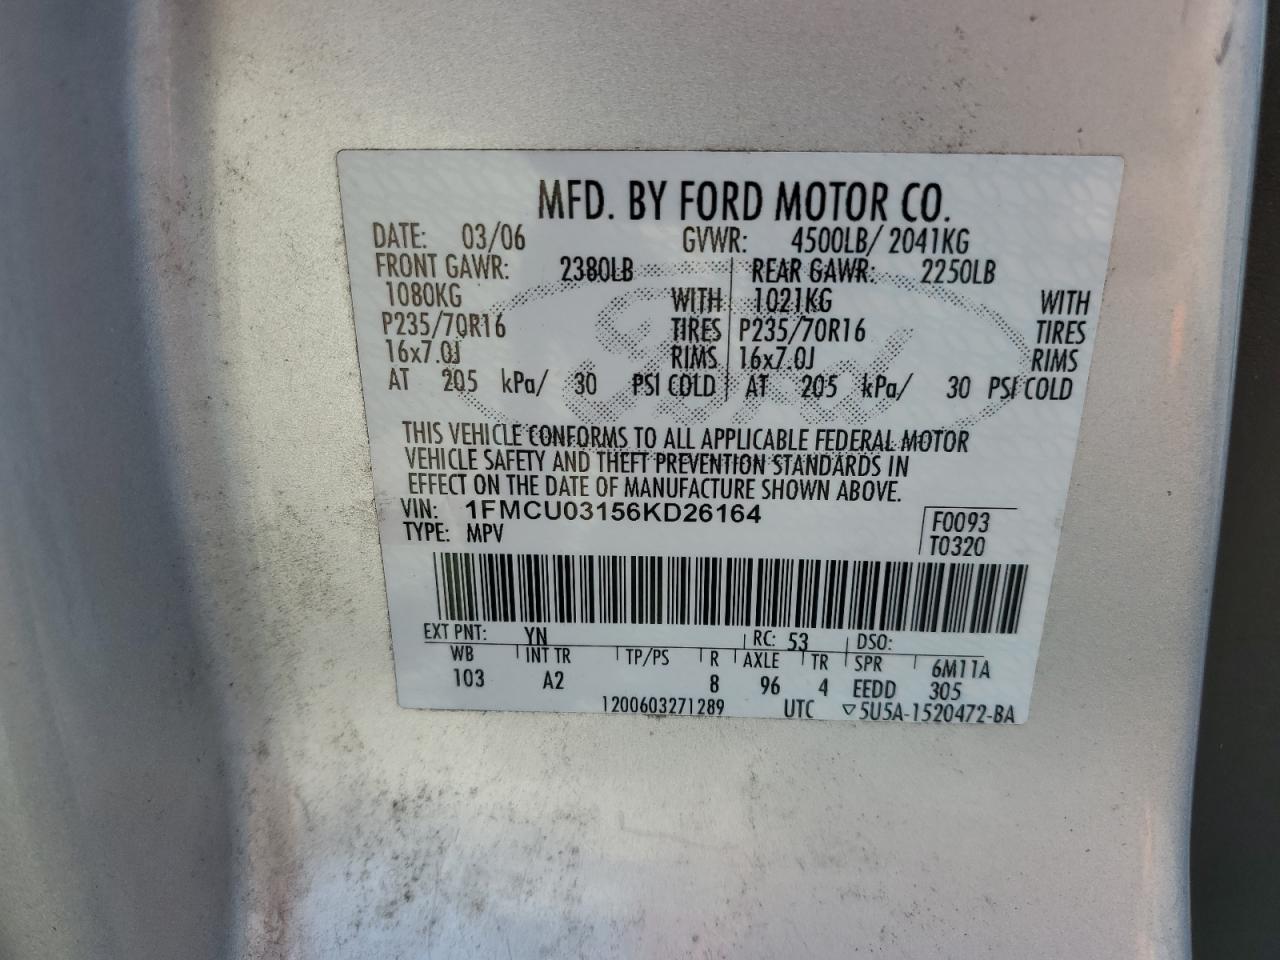 MFD. BY FORD MOTOR CO.
DATE: 03/06 GVWR: 4500LB/ 2041KG
FRONT GAWR: 2380LB REAR GAWR: 2250LB
1080KG WITH 1021KG WITH
P235/70R16 TIRES P235/70R16 TIRES
16x7.0J RIMS 16x7.0J RIMS
AT 205 kPa/ 30 PSI COLD AT 205 kPa/ 30 PSI COLD
THIS VEHICLE CONFORMS TO ALL APPLICABLE FEDERAL MOTOR
VEHICLE SAFETY AND THEFT PREVENTION STANDARDS IN
EFFECT ON THE DATE OF MANUFACTURE SHOWN ABOVE.
VIN: 1FMCU03156KD26164 F0093
TYPE: MPV T0320
EXT PNT: YN RC: 53 DSO:
WB INT TR TP/PS R AXLE TR SPR 6M11A
103 A2 8 96 4 EEDD 305
1200603271289 UTC ▽5U5A-1520472-BA